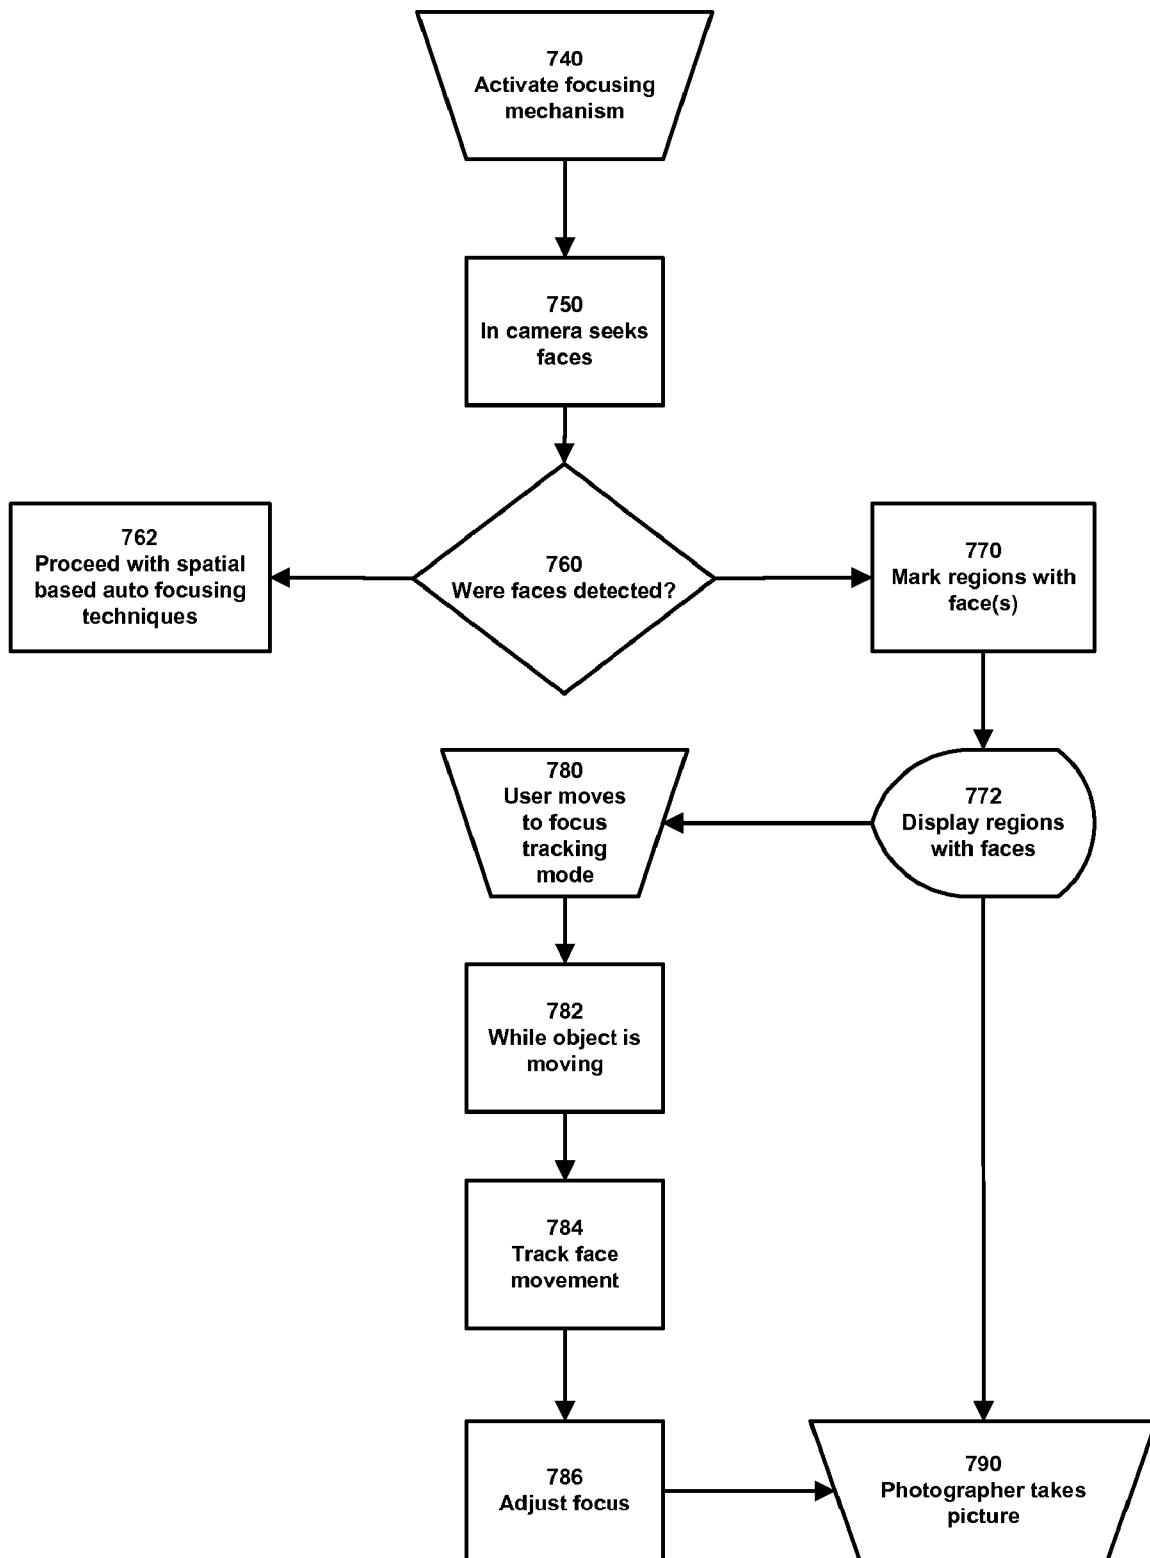 740
Activate focusing
mechanism
750
In camera seeks
faces
762
Proceed with spatial
based auto focusing
techniques
760
Were faces detected?
770
Mark regions with
face(s)
780
User moves
to focus
tracking
mode
772
Display regions
with faces
782
While object is
moving
784
Track face
movement
786
Adjust focus
790
Photographer takes
picture